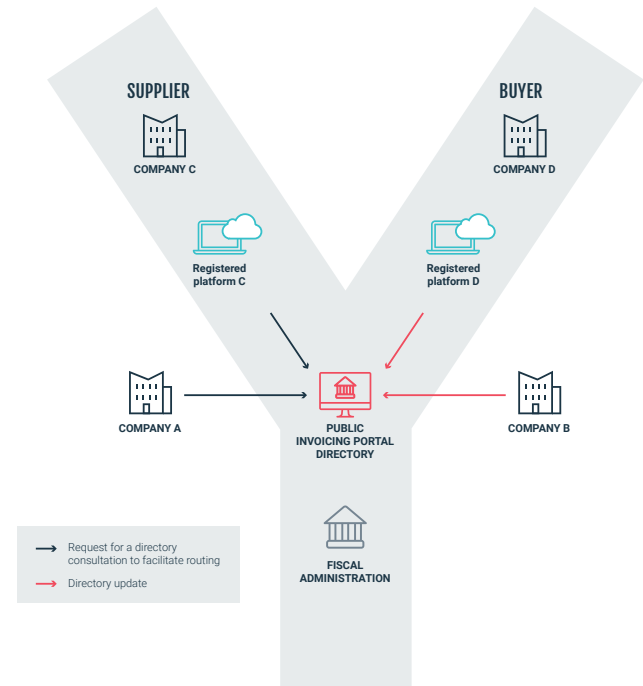 SUPPLIER
BUYER
COMPANY C
COMPANY D
Registered
platform C
Registered
platform D
COMPANY A
PUBLIC
INVOICING PORTAL
DIRECTORY
COMPANY B
Request for a directory
consultation to facilitate routing
Directory update
FISCAL
ADMINISTRATION